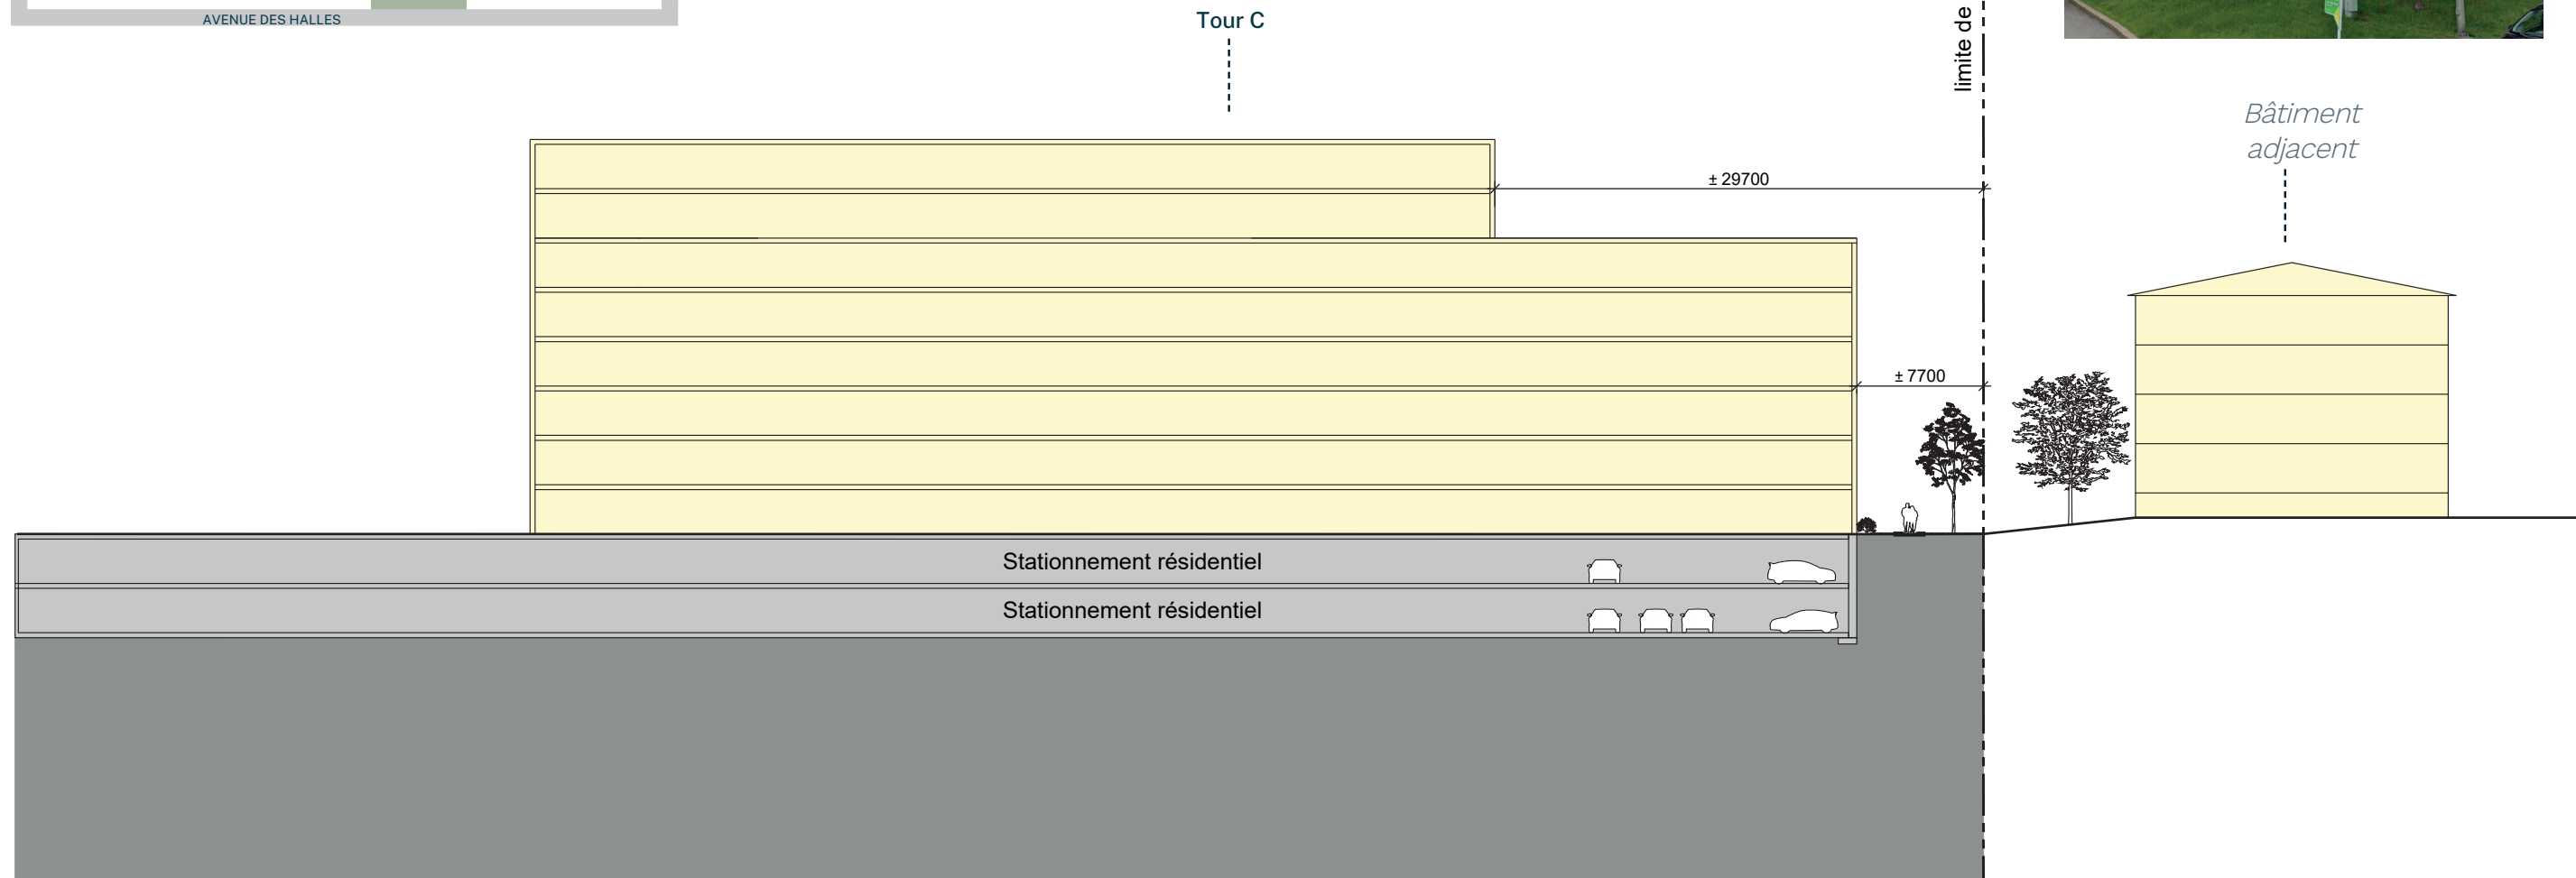 AVENUE DES HALLES
Tour C
limite de
Bâtiment
adjacent
± 29700
± 7700
Stationnement résidentiel
Stationnement résidentiel